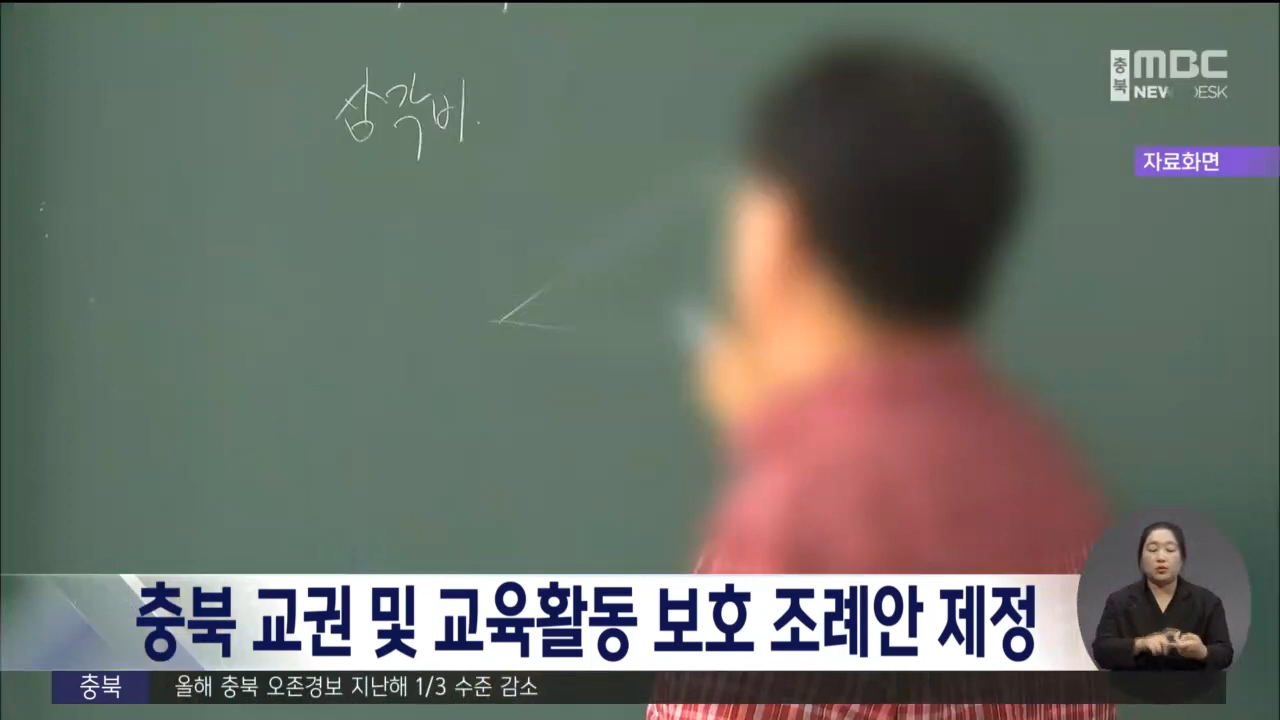 삼각비.
충북 MBC
NEW DESK
자료화면
충북 교권 및 교육활동 보호 조례안 제정
충북 올해 충북 오존경보 지난해 1/3 수준 감소